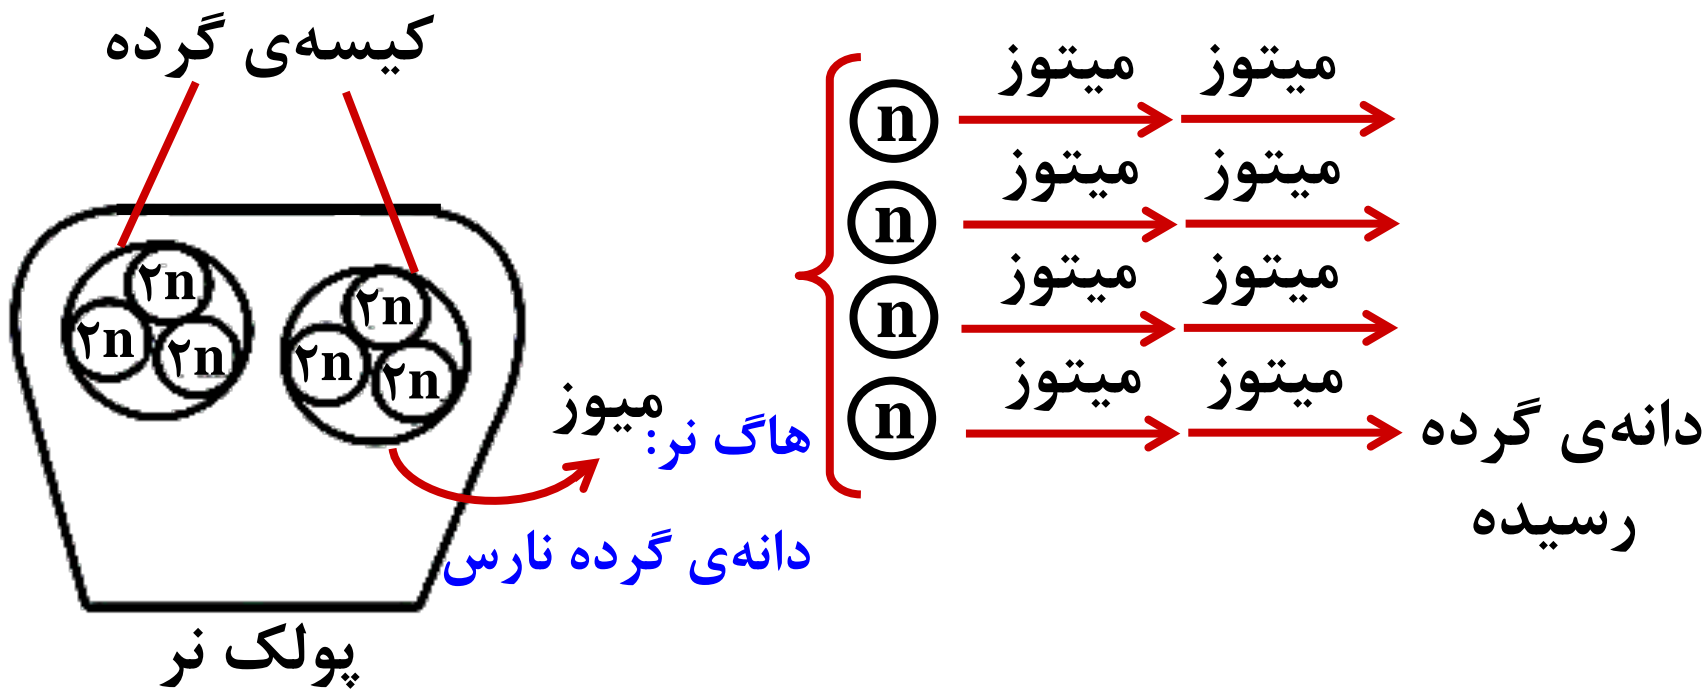 کیسه‌ی گرده
۲n
۲n
۲n
۲n
۲n
۲n
پولک نر
میوز
هاگ نر:
دانه‌ی گرده نارس
n
میتوز
میتوز
n
میتوز
میتوز
n
میتوز
میتوز
n
میتوز
میتوز
دانه‌ی گرده
رسیده